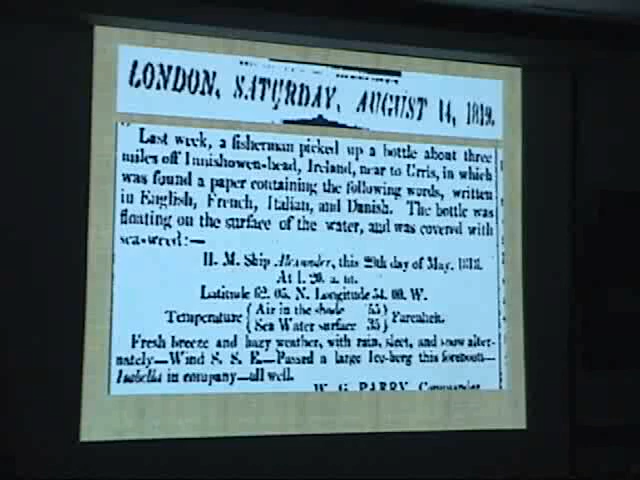 LONDON, SATURDAY, AUGUST 14, 1819.
"Last week, a fisherman picked up a bottle about three
miles off Innishowen-head, Ireland, near to Urris, in which
was found a paper containing the following words, written
in English, French, Italian, and Danish. The bottle was
floating on the surface of the water, and was covered with
sea-weed:—
H. M. Ship Alexander, this 29th day of May, 1818.
At 1. 20. a. m.
Latitude 62. 05. N. Longitude 54. 00. W.
Temperature { Air in the shade 35 } Farenheit.
{ Sea Water surface 35 }
Fresh breeze and hazy weather, with rain, sleet, and snow alter-
nately—Wind S. S. E.—Passed a large Ice-berg this forenoon—
Isabella in company—all well.
PARRY, Commander